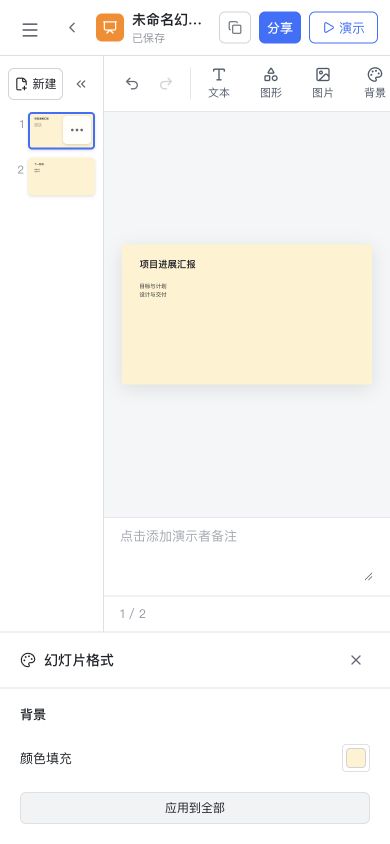 未命名幻...
已保存
分享
演示
新建
文本
图形
图片
背景
1
2
项目进展汇报
目标与计划
设计与交付
点击添加演示者备注
1 / 2
幻灯片格式
背景
颜色填充
应用到全部